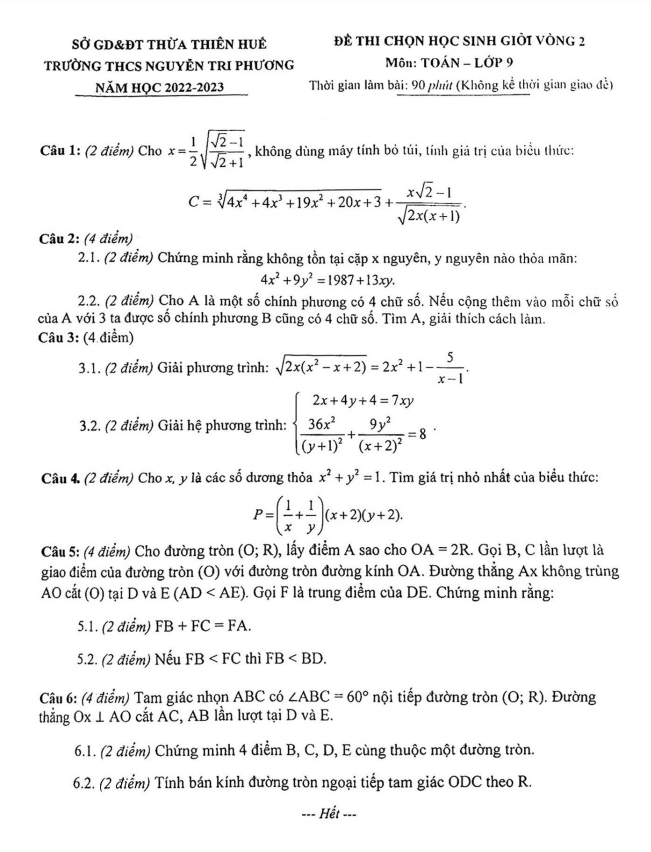 SỞ GD&ĐT THỪA THIÊN HUẾ
TRƯỜNG THCS NGUYỄN TRI PHƯƠNG
NĂM HỌC 2022-2023
ĐỀ THI CHỌN HỌC SINH GIỎI VÒNG 2
Môn: TOÁN – LỚP 9
Thời gian làm bài: 90 phút (Không kể thời gian giao đề)
Câu 1: (2 điểm) Cho $x = \frac{1}{2}\sqrt{\frac{\sqrt{2}-1}{\sqrt{2}+1}}$, không dùng máy tính bỏ túi, tính giá trị của biểu thức:
$C = \sqrt[3]{4x^4+4x^3+19x^2+20x+3} + \frac{x\sqrt{2}-1}{\sqrt{2x(x+1)}}.$
Câu 2: (4 điểm)
2.1. (2 điểm) Chứng minh rằng không tồn tại cặp x nguyên, y nguyên nào thỏa mãn:
$4x^2+9y^2=1987+13xy.$
2.2. (2 điểm) Cho A là một số chính phương có 4 chữ số. Nếu cộng thêm vào mỗi chữ số
của A với 3 ta được số chính phương B cũng có 4 chữ số. Tìm A, giải thích cách làm.
Câu 3: (4 điểm)
3.1. (2 điểm) Giải phương trình: $\sqrt{2x(x^2-x+2)} = 2x^2+1-\frac{5}{x-1}.$
3.2. (2 điểm) Giải hệ phương trình: $\begin{cases} 2x+4y+4=7xy \\ \frac{36x^2}{(y+1)^2}+\frac{9y^2}{(x+2)^2}=8 \end{cases}.$
Câu 4. (2 điểm) Cho x, y là các số dương thỏa $x^2+y^2=1$. Tìm giá trị nhỏ nhất của biểu thức:
$P=\left(\frac{1}{x}+\frac{1}{y}\right)(x+2)(y+2).$
Câu 5: (4 điểm) Cho đường tròn (O; R), lấy điểm A sao cho OA = 2R. Gọi B, C lần lượt là
giao điểm của đường tròn (O) với đường tròn đường kính OA. Đường thẳng Ax không trùng
AO cắt (O) tại D và E (AD < AE). Gọi F là trung điểm của DE. Chứng minh rằng:
5.1. (2 điểm) FB + FC = FA.
5.2. (2 điểm) Nếu FB < FC thì FB < BD.
Câu 6: (4 điểm) Tam giác nhọn ABC có ∠ABC = 60° nội tiếp đường tròn (O; R). Đường
thẳng Ox ⊥ AO cắt AC, AB lần lượt tại D và E.
6.1. (2 điểm) Chứng minh 4 điểm B, C, D, E cùng thuộc một đường tròn.
6.2. (2 điểm) Tính bán kính đường tròn ngoại tiếp tam giác ODC theo R.
--- Hết ---